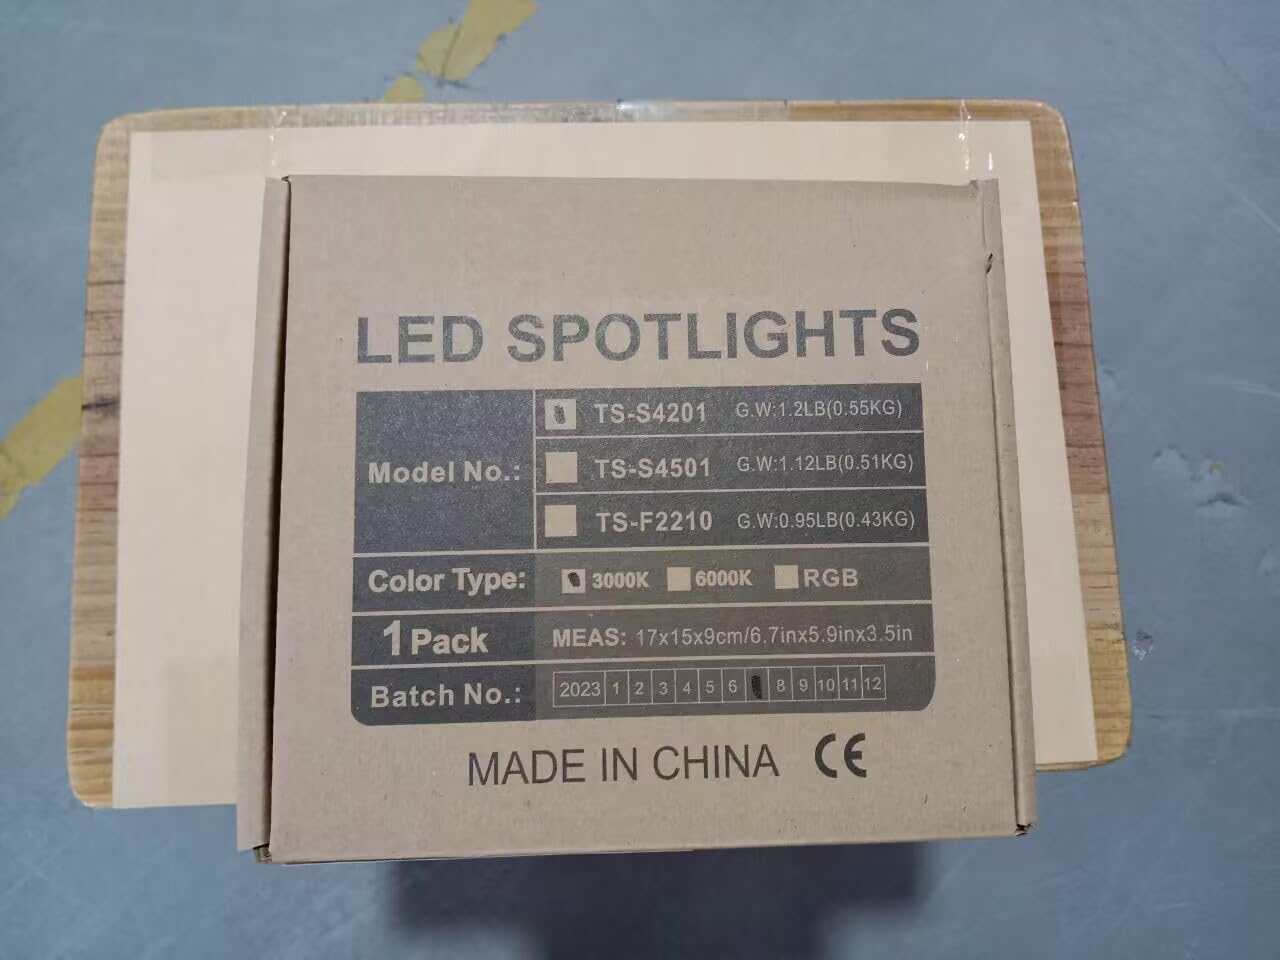 LED SPOTLIGHTS
Model No.:
TS-S4201 G.W:1.2LB(0.55KG)
TS-S4501 G.W:1.12LB(0.51KG)
TS-F2210 G.W:0.95LB(0.43KG)
Color Type: 3000K 6000K RGB
1 Pack MEAS: 17x15x9cm/6.7inx5.9inx3.5in
Batch No.: 2023 1 2 3 4 5 6 8 9 10 11 12
MADE IN CHINA CE